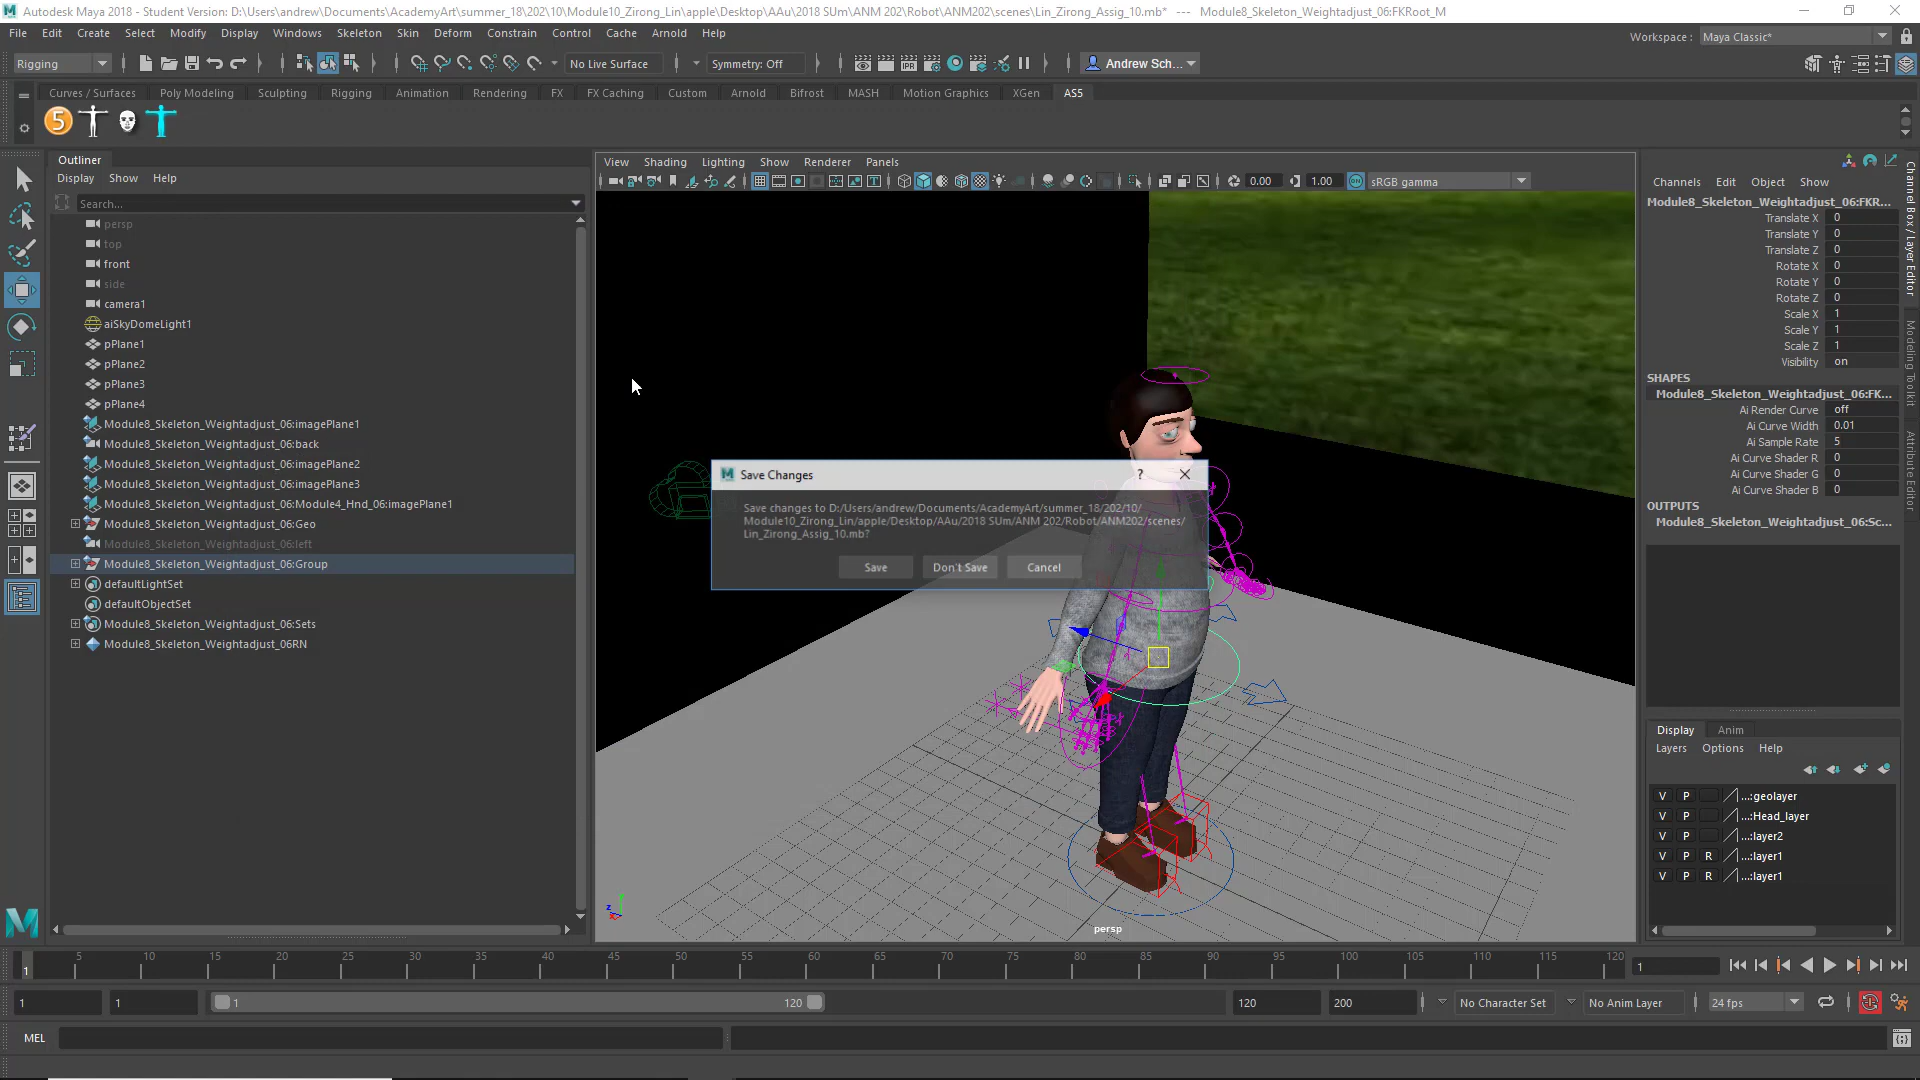 Autodesk Maya 2018 - Student Version: D:\Users\andrew\Documents\AcademyArt\summer_18\202\10\Module10_Zirong_Lin\apple\Desktop\AAu\2018 SUm\ANM 202\Robot\ANM202\scenes\Lin_Zirong_Assig_10.mb* --- Module8_Skeleton_Weightadjust_06:FKRoot_M
File Edit Create Select Modify Display Windows Skeleton Skin Deform Constrain Control Cache Arnold Help
Workspace : Maya Classic*
Rigging No Live Surface Symmetry: Off Andrew Sch...
Curves / Surfaces Poly Modeling Sculpting Rigging Animation Rendering FX FX Caching Custom Arnold Bifrost MASH Motion Graphics XGen AS5
5
Outliner
Display Show Help
Search...
persp
top
front
side
camera1
aiSkyDomeLight1
pPlane1
pPlane2
pPlane3
pPlane4
Module8_Skeleton_Weightadjust_06:imagePlane1
Module8_Skeleton_Weightadjust_06:back
Module8_Skeleton_Weightadjust_06:imagePlane2
Module8_Skeleton_Weightadjust_06:imagePlane3
Module8_Skeleton_Weightadjust_06:Module4_Hnd_06:imagePlane1
Module8_Skeleton_Weightadjust_06:Geo
Module8_Skeleton_Weightadjust_06:left
Module8_Skeleton_Weightadjust_06:Group
defaultLightSet
defaultObjectSet
Module8_Skeleton_Weightadjust_06:Sets
Module8_Skeleton_Weightadjust_06RN
View Shading Lighting Show Renderer Panels
0.00 1.00 sRGB gamma
Save Changes ?
Save changes to D:/Users/andrew/Documents/AcademyArt/summer_18/202/10/
Module10_Zirong_Lin/apple/Desktop/AAu/2018 SUm/ANM 202/Robot/ANM202/scenes/
Lin_Zirong_Assig_10.mb?
Save Don't Save Cancel
persp
Channels Edit Object Show
Module8_Skeleton_Weightadjust_06:FKR...
Translate X 0
Translate Y 0
Translate Z 0
Rotate X 0
Rotate Y 0
Rotate Z 0
Scale X 1
Scale Y 1
Scale Z 1
Visibility on
SHAPES
Module8_Skeleton_Weightadjust_06:FK...
Ai Render Curve off
Ai Curve Width 0.01
Ai Sample Rate 5
Ai Curve Shader R 0
Ai Curve Shader G 0
Ai Curve Shader B 0
OUTPUTS
Module8_Skeleton_Weightadjust_06:Sc...
Channel Box / Layer Editor
Modeling Toolkit
Attribute Editor
Display Anim
Layers Options Help
V P ...:geolayer
V P ...:Head_layer
V P ...:layer2
V P R ...:layer1
V P R ...:layer1
1 5 10 15 20 25 30 35 40 45 50 55 60 65 70 75 80 85 90 95 100 105 110 115 120 1
1 1 1 120 120 200 No Character Set No Anim Layer 24 fps
MEL